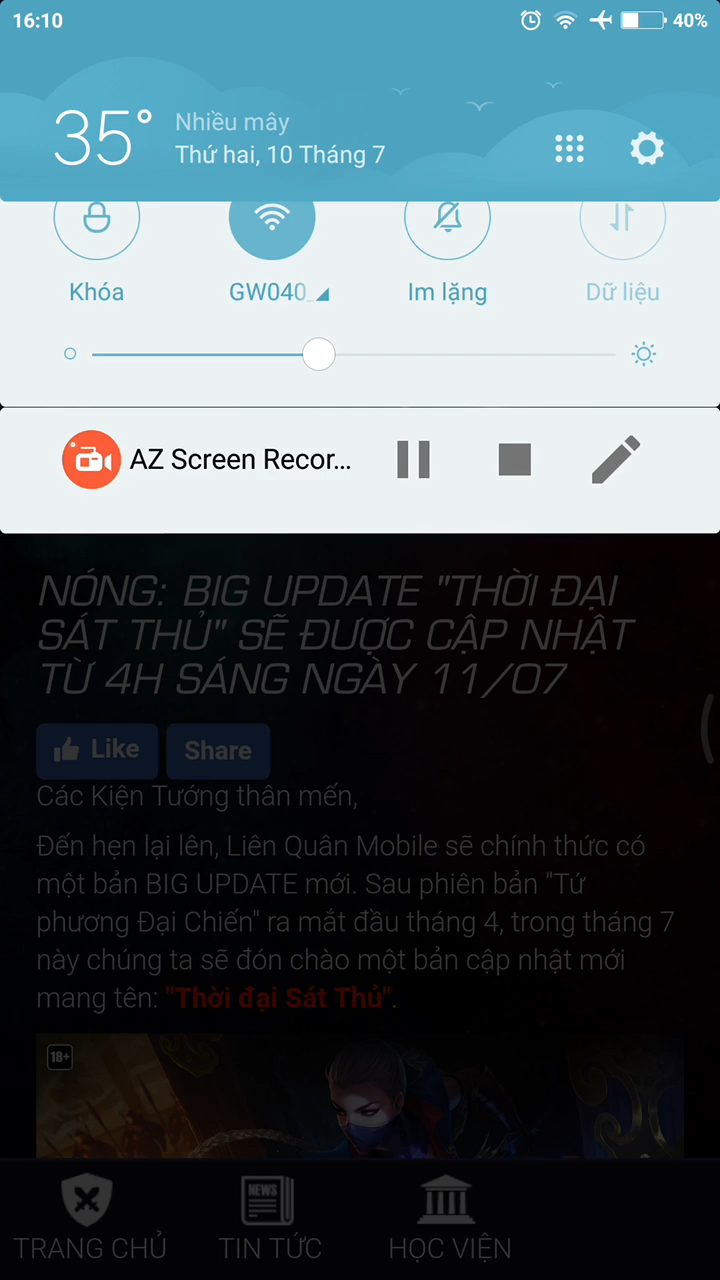 16:10
40%
35°
Nhiều mây
Thứ hai, 10 Tháng 7
Khóa
GW040_
Im lặng
Dữ liệu
AZ Screen Recor...
NÓNG: BIG UPDATE "THỜI ĐẠI
SÁT THỦ" SẼ ĐƯỢC CẬP NHẬT
TỪ 4H SÁNG NGÀY 11/07
Like
Share
Các Kiện Tướng thân mến,
Đến hẹn lại lên, Liên Quân Mobile sẽ chính thức có
một bản BIG UPDATE mới. Sau phiên bản "Tứ
phương Đại Chiến" ra mắt đầu tháng 4, trong tháng 7
này chúng ta sẽ đón chào một bản cập nhật mới
mang tên: "Thời đại Sát Thủ".
18+
NEWS
TRANG CHỦ
TIN TỨC
HỌC VIỆN